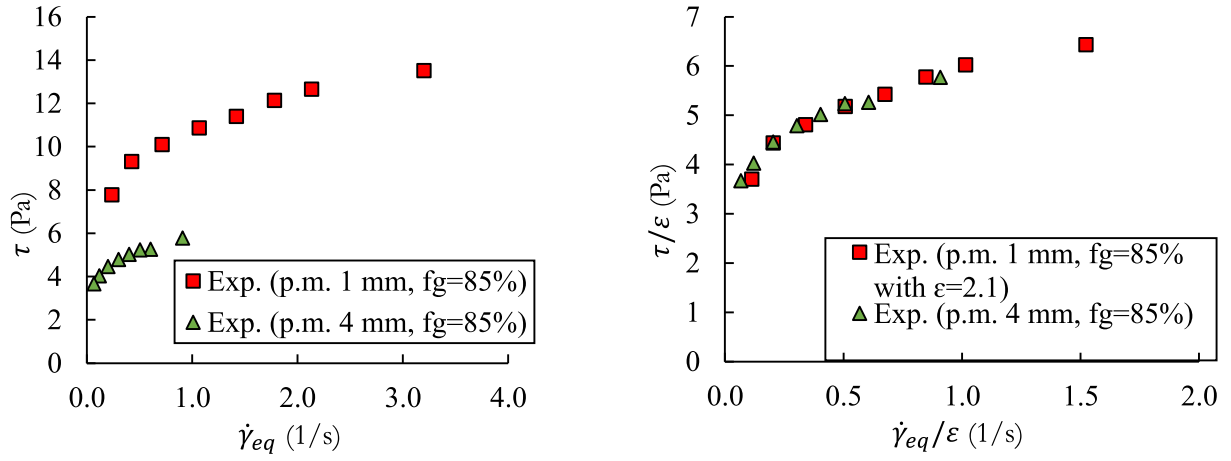 16
14
12
10
8
6
4
2
0
τ (Pa)
0.0 1.0 2.0 3.0 4.0
γ̇eq (1/s)
Exp. (p.m. 1 mm, fg=85%)
Exp. (p.m. 4 mm, fg=85%)
7
6
5
4
3
2
1
0
τ/ε (Pa)
0.0 0.5 1.0 1.5 2.0
γ̇eq/ε (1/s)
Exp. (p.m. 1 mm, fg=85%
with ε=2.1)
Exp. (p.m. 4 mm, fg=85%)